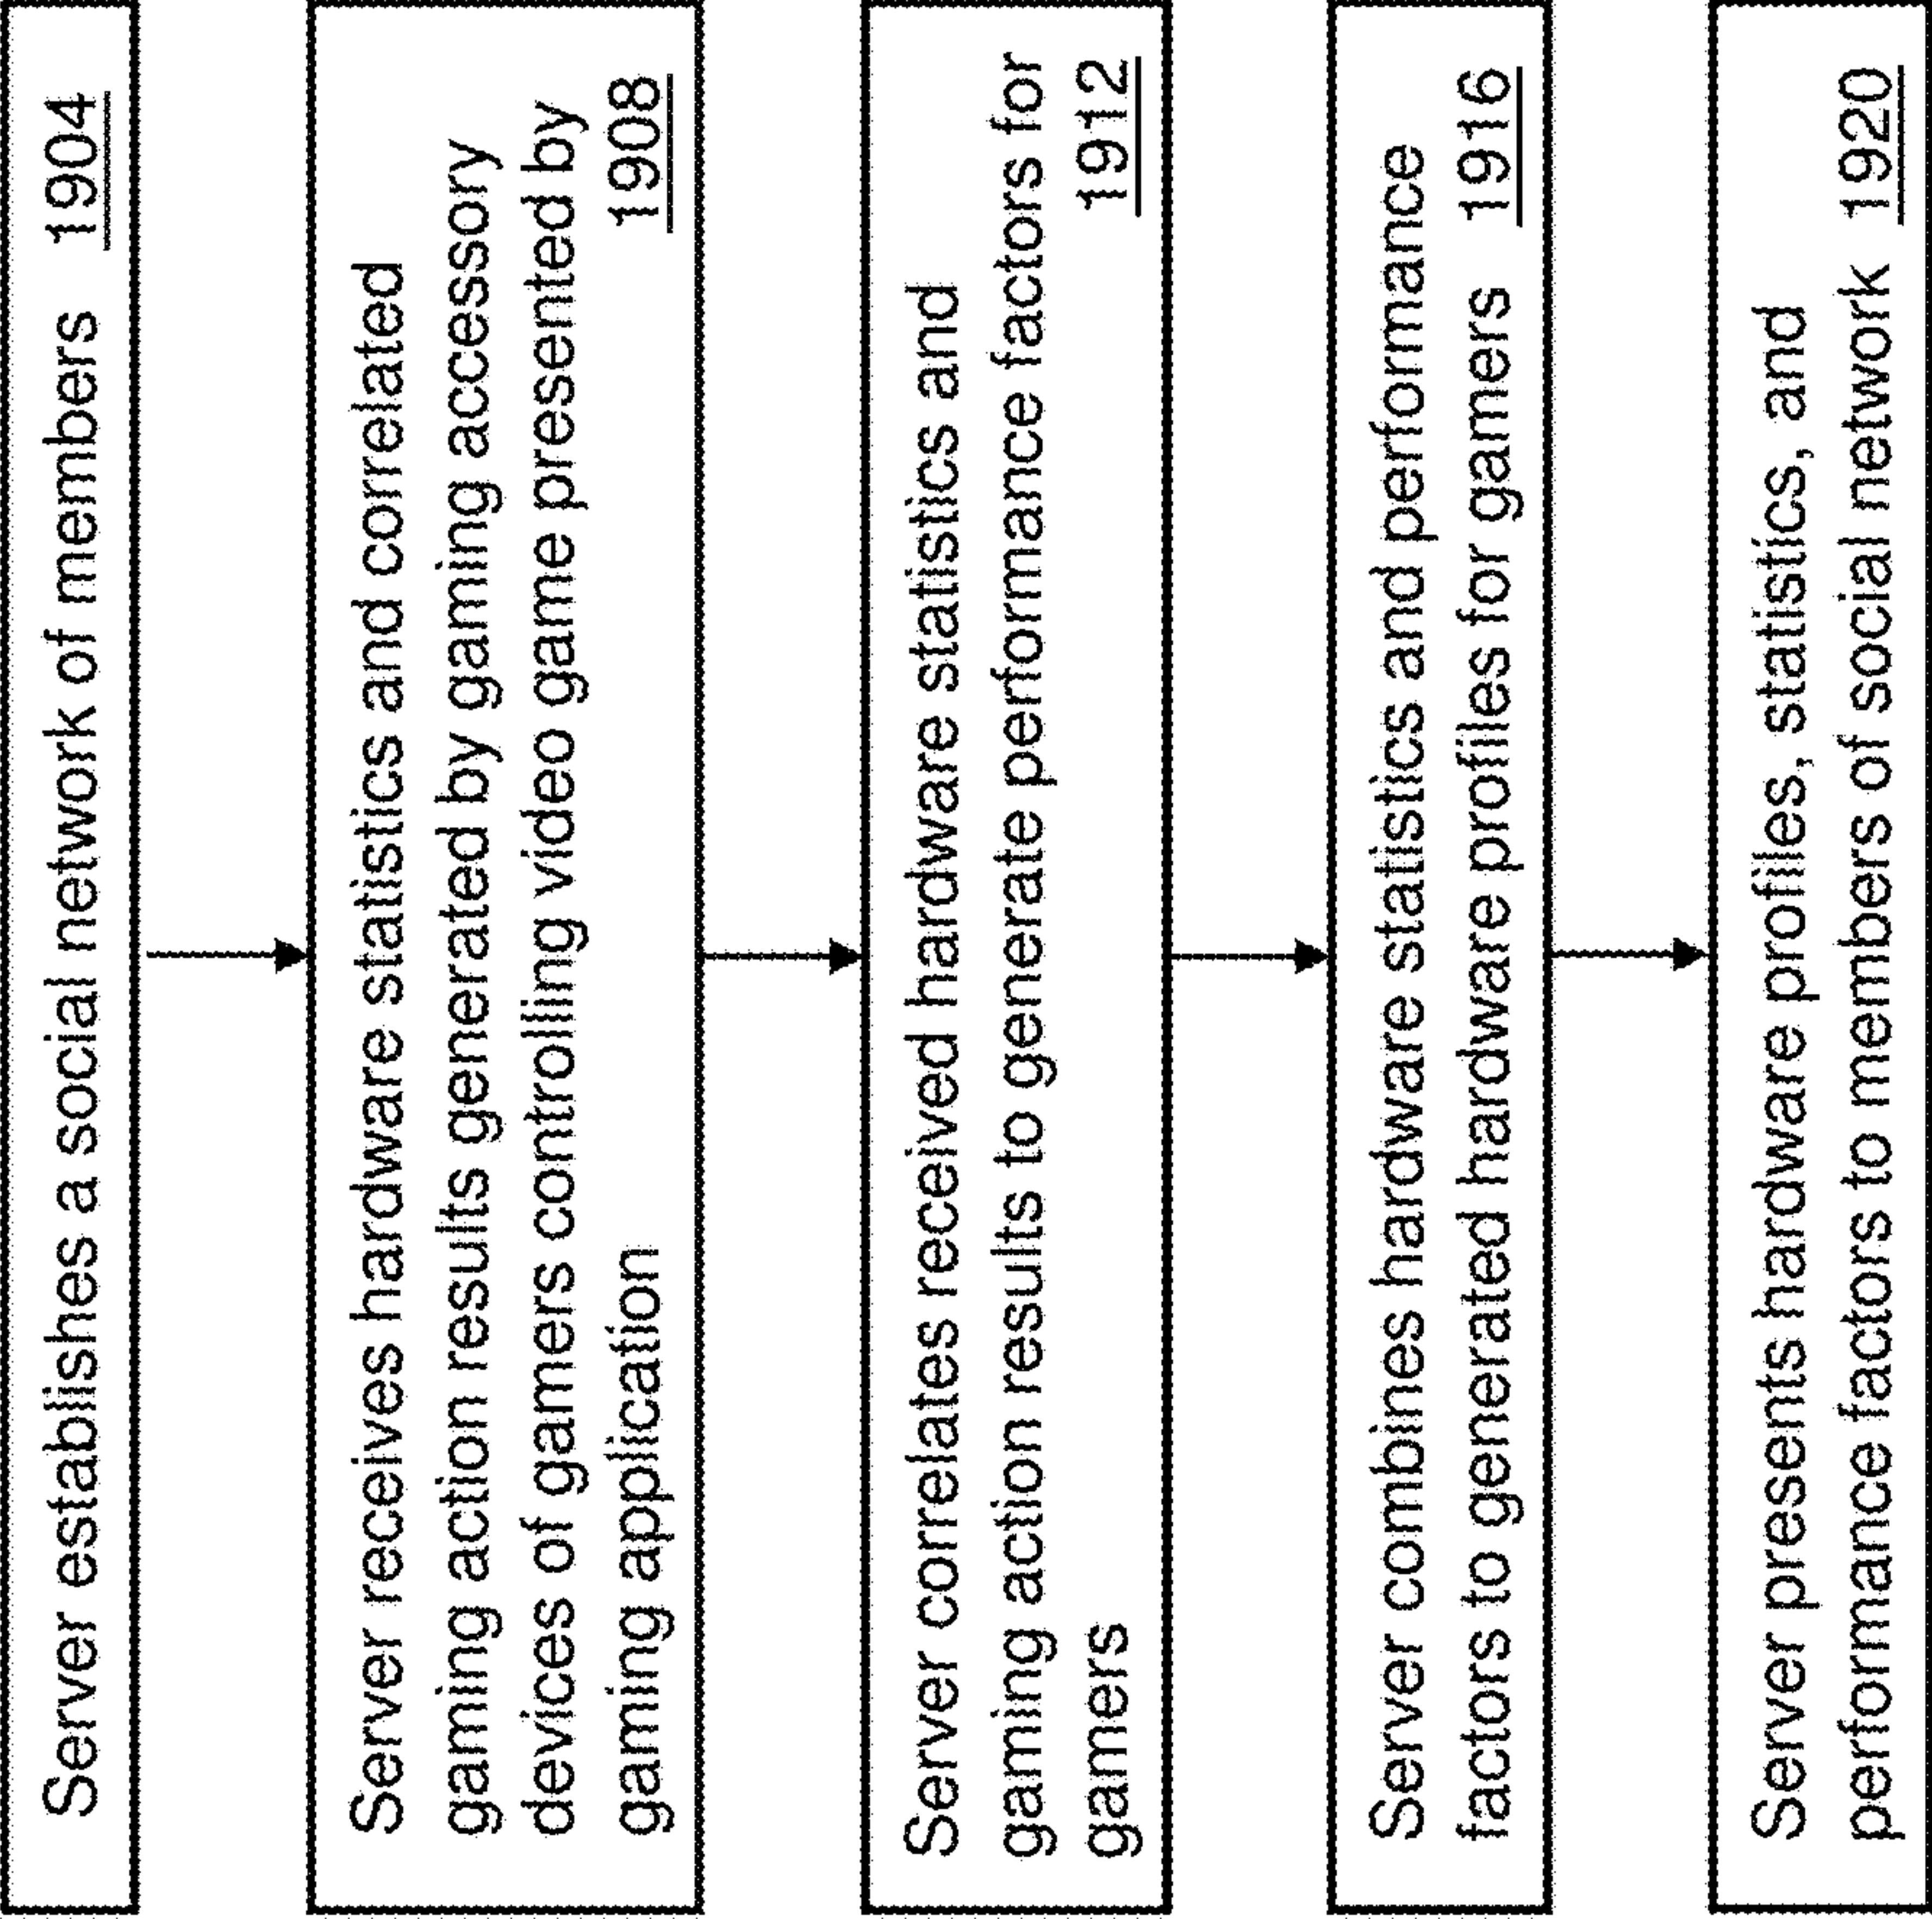 Server establishes a social network of members 1904
Server receives hardware statistics and correlated
gaming action results generated by gaming accessory
devices of gamers controlling video game presented by
gaming application 1908
Server correlates received hardware statistics and
gaming action results to generate performance factors for
gamers 1912
Server combines hardware statistics and performance
factors to generated hardware profiles for gamers 1916
Server presents hardware profiles, statistics, and
performance factors to members of social network 1920